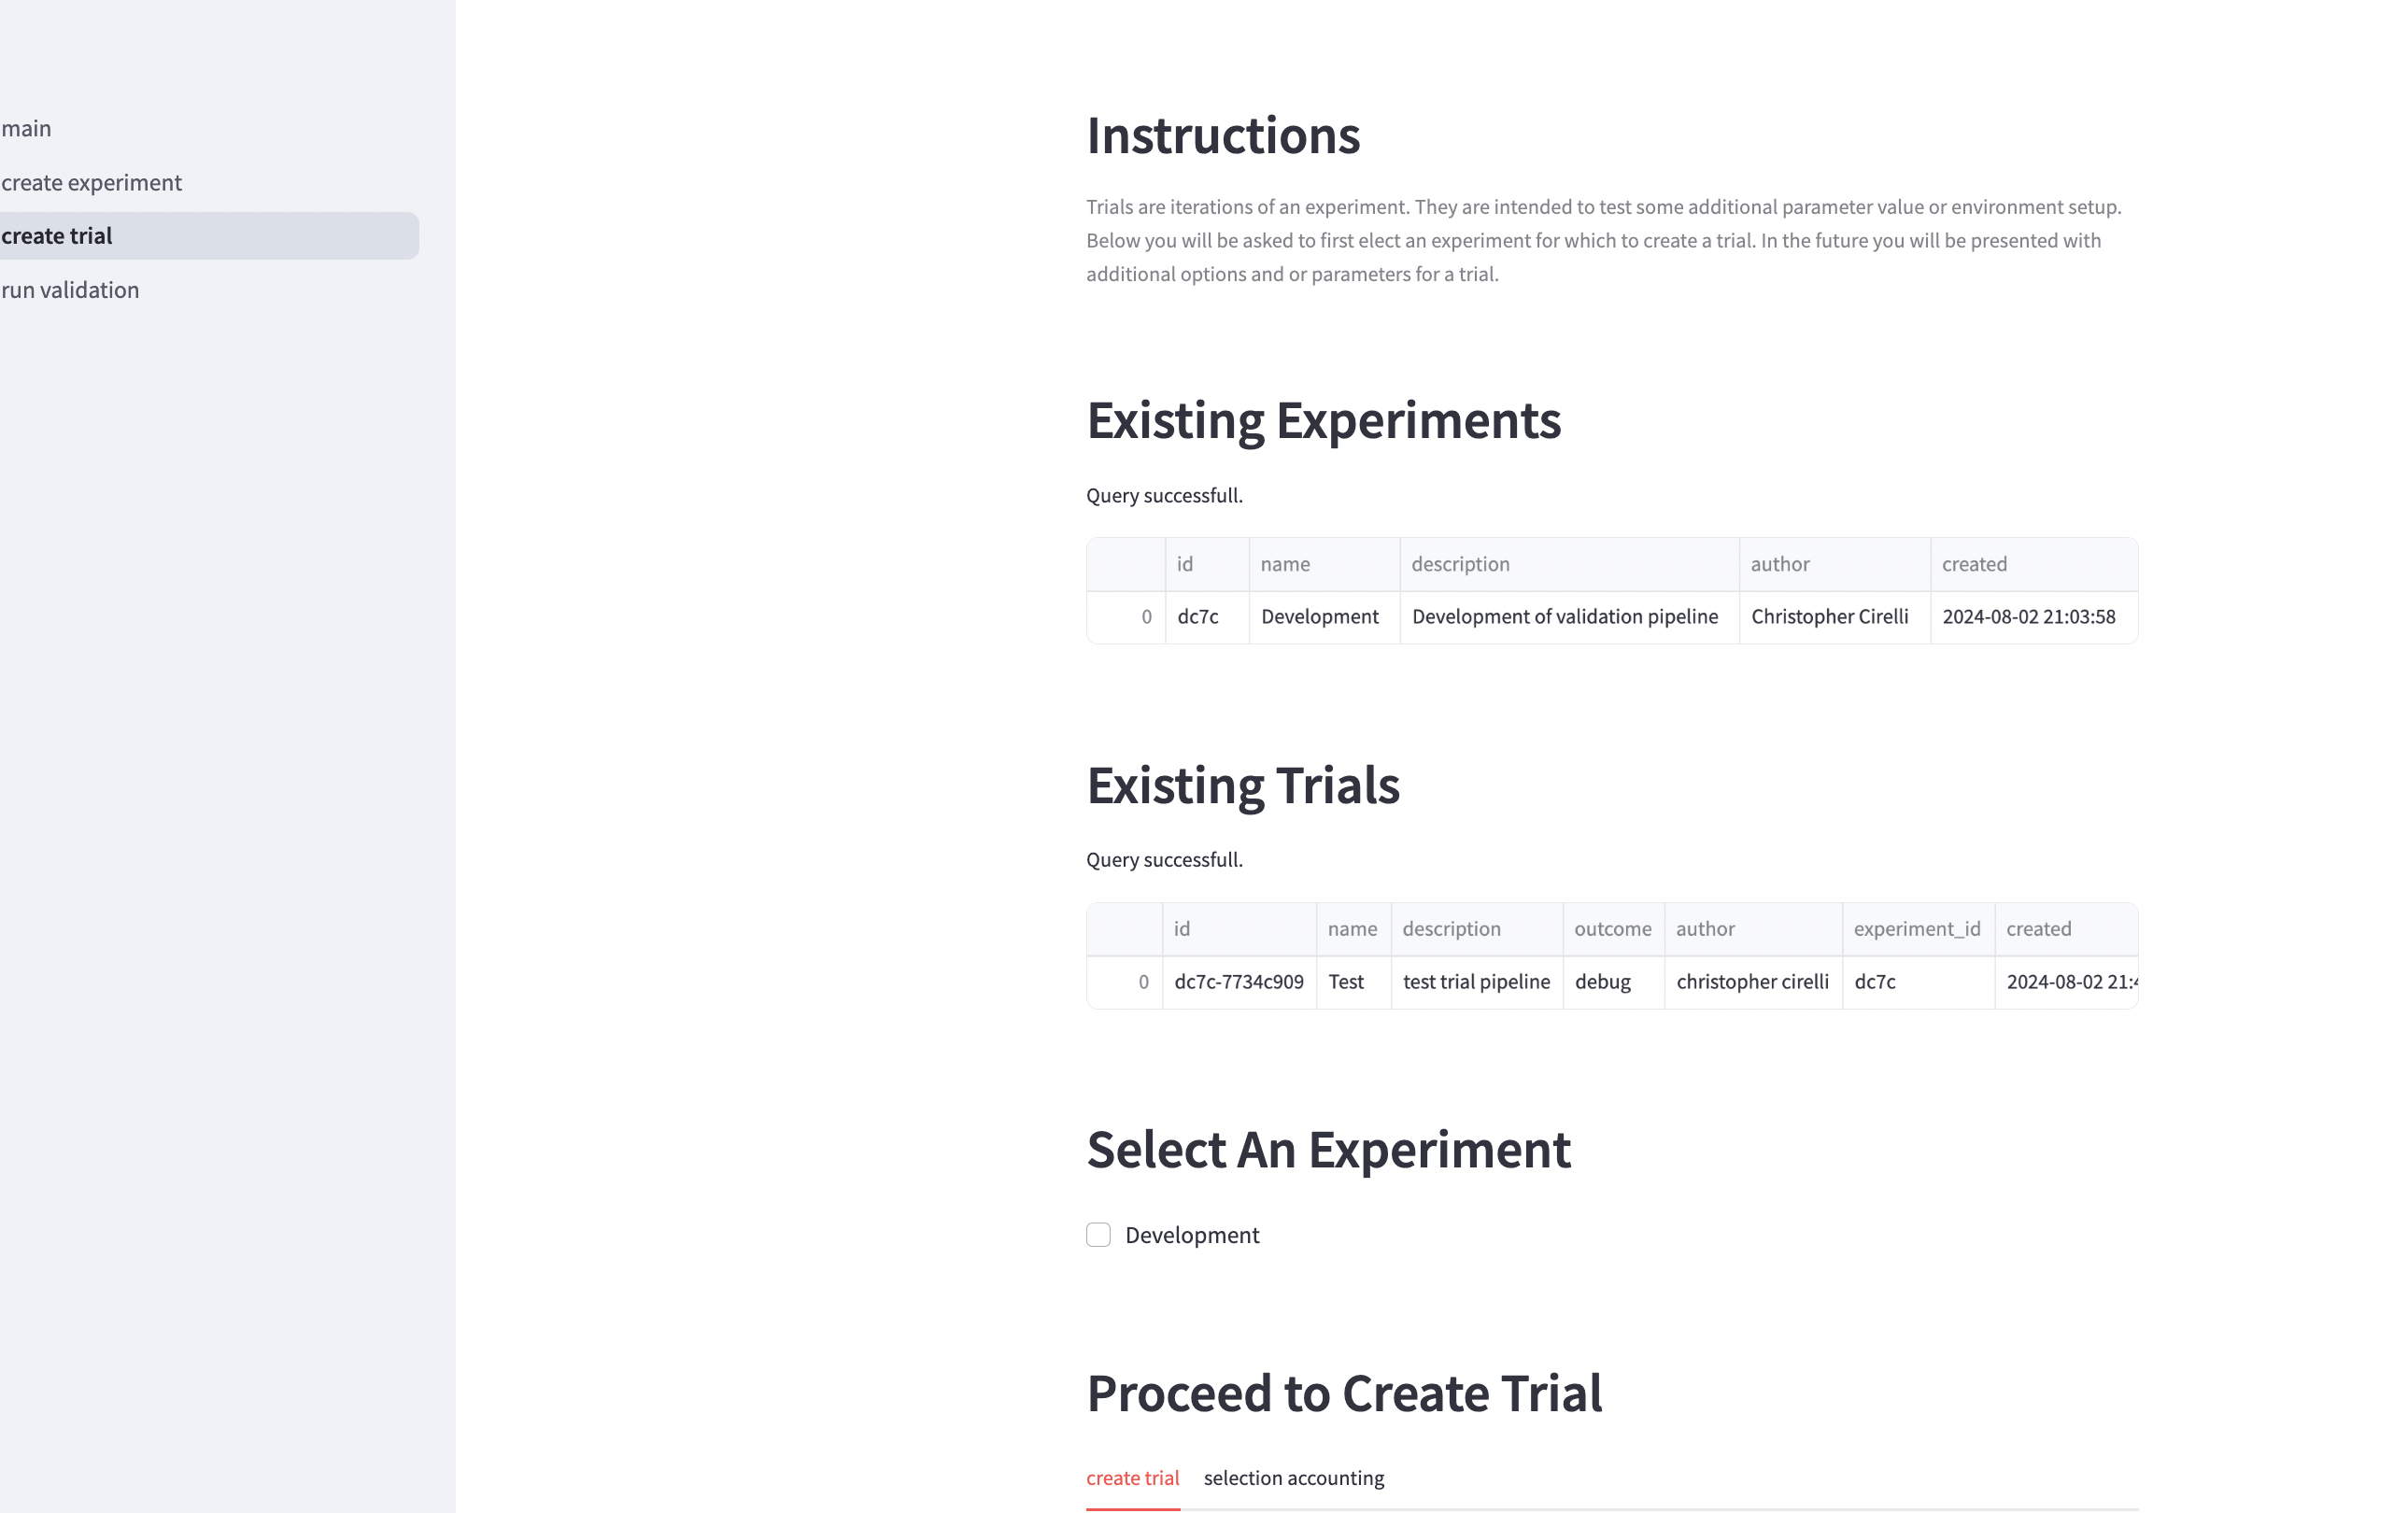 main
create experiment
create trial
run validation
Instructions
Trials are iterations of an experiment. They are intended to test some additional parameter value or environment setup.
Below you will be asked to first elect an experiment for which to create a trial. In the future you will be presented with
additional options and or parameters for a trial.
Existing Experiments
Query successfull.
id name description author created
0 dc7c Development Development of validation pipeline Christopher Cirelli 2024-08-02 21:03:58
Existing Trials
Query successfull.
id name description outcome author experiment_id created
0 dc7c-7734c909 Test test trial pipeline debug christopher cirelli dc7c 2024-08-02 21:4
Select An Experiment
Development
Proceed to Create Trial
create trial selection accounting